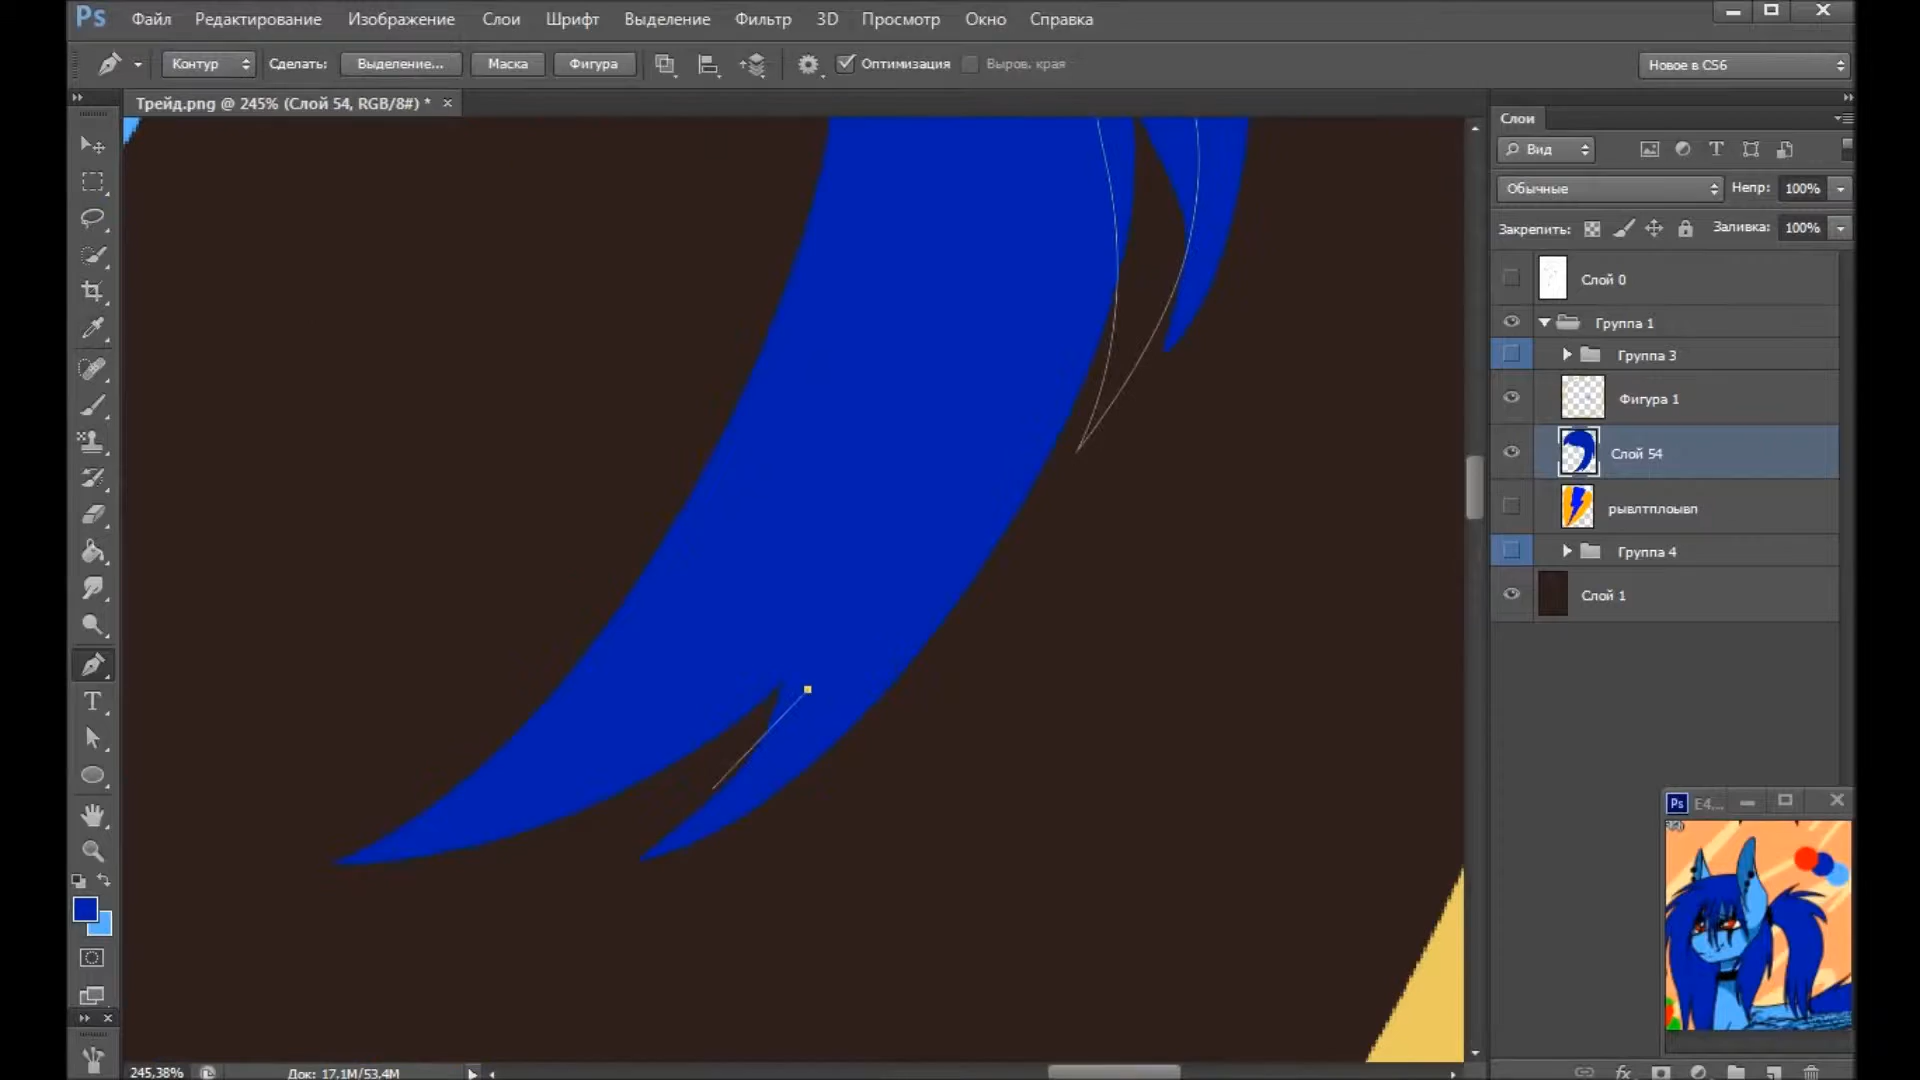 Ps Файл Редактирование Изображение Слои Шрифт Выделение Фильтр 3D Просмотр Окно Справка
Контур Сделать: Выделение... Маска Фигура Оптимизация Выров. края Новое в CS6
Трейд.png @ 245% (Слой 54, RGB/8#) * ×
Слои
Вид
Обычные Непр: 100%
Закрепить: Заливка: 100%
Слой 0
Группа 1
Группа 3
Фигура 1
Слой 54
рывлтплоывп
Группа 4
Слой 1
Ps E4...
245,38% Док: 17,1M/53,4M